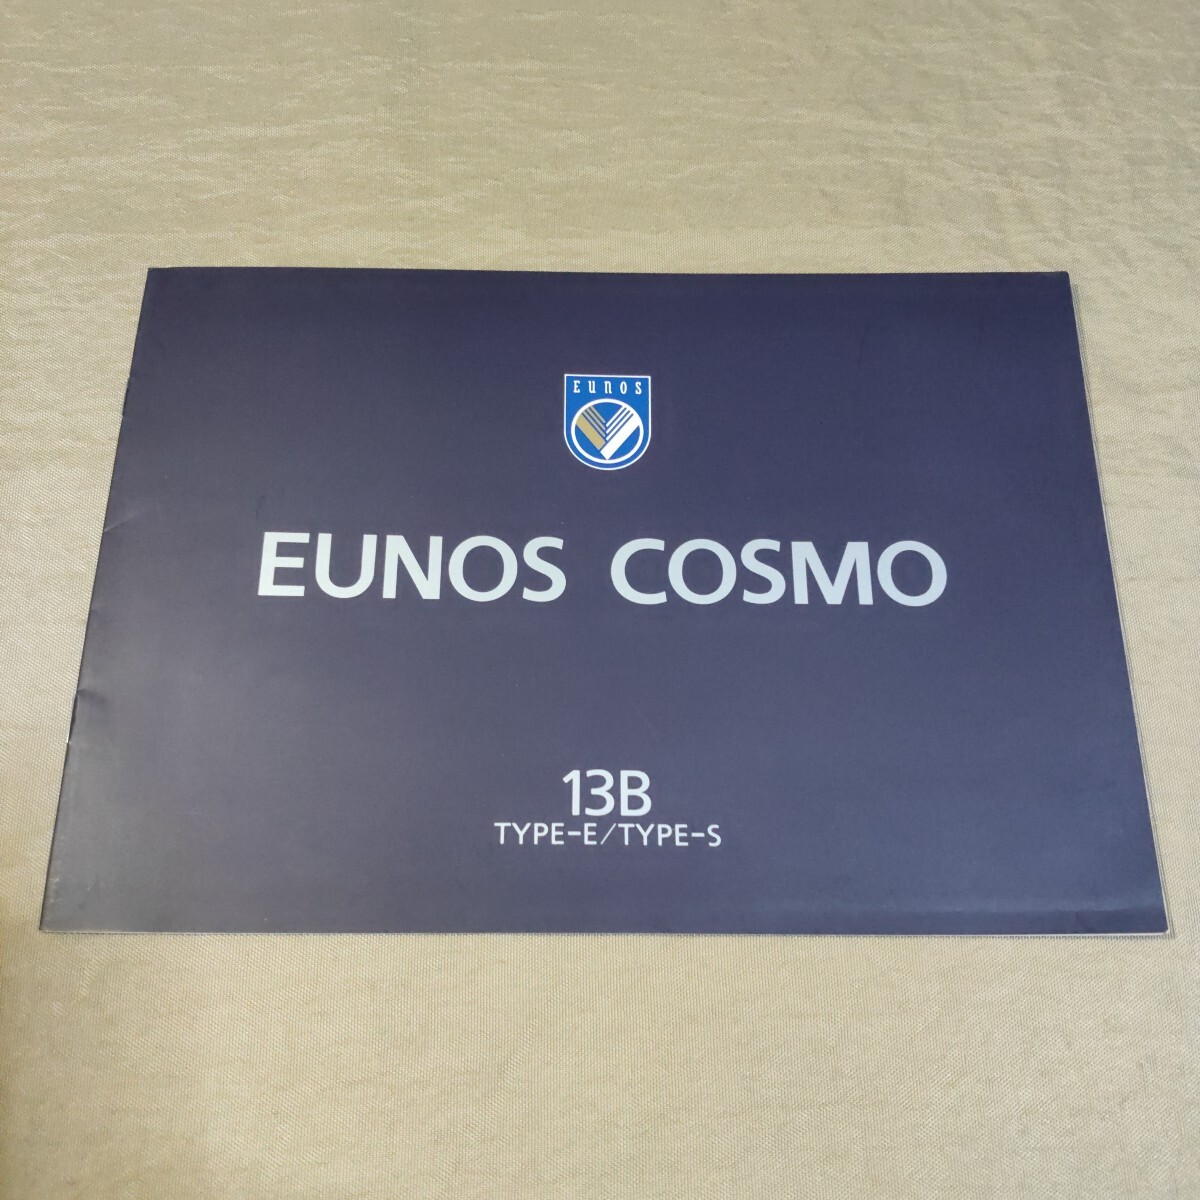 EUNOS
EUNOS COSMO
13B
TYPE-E/TYPE-S